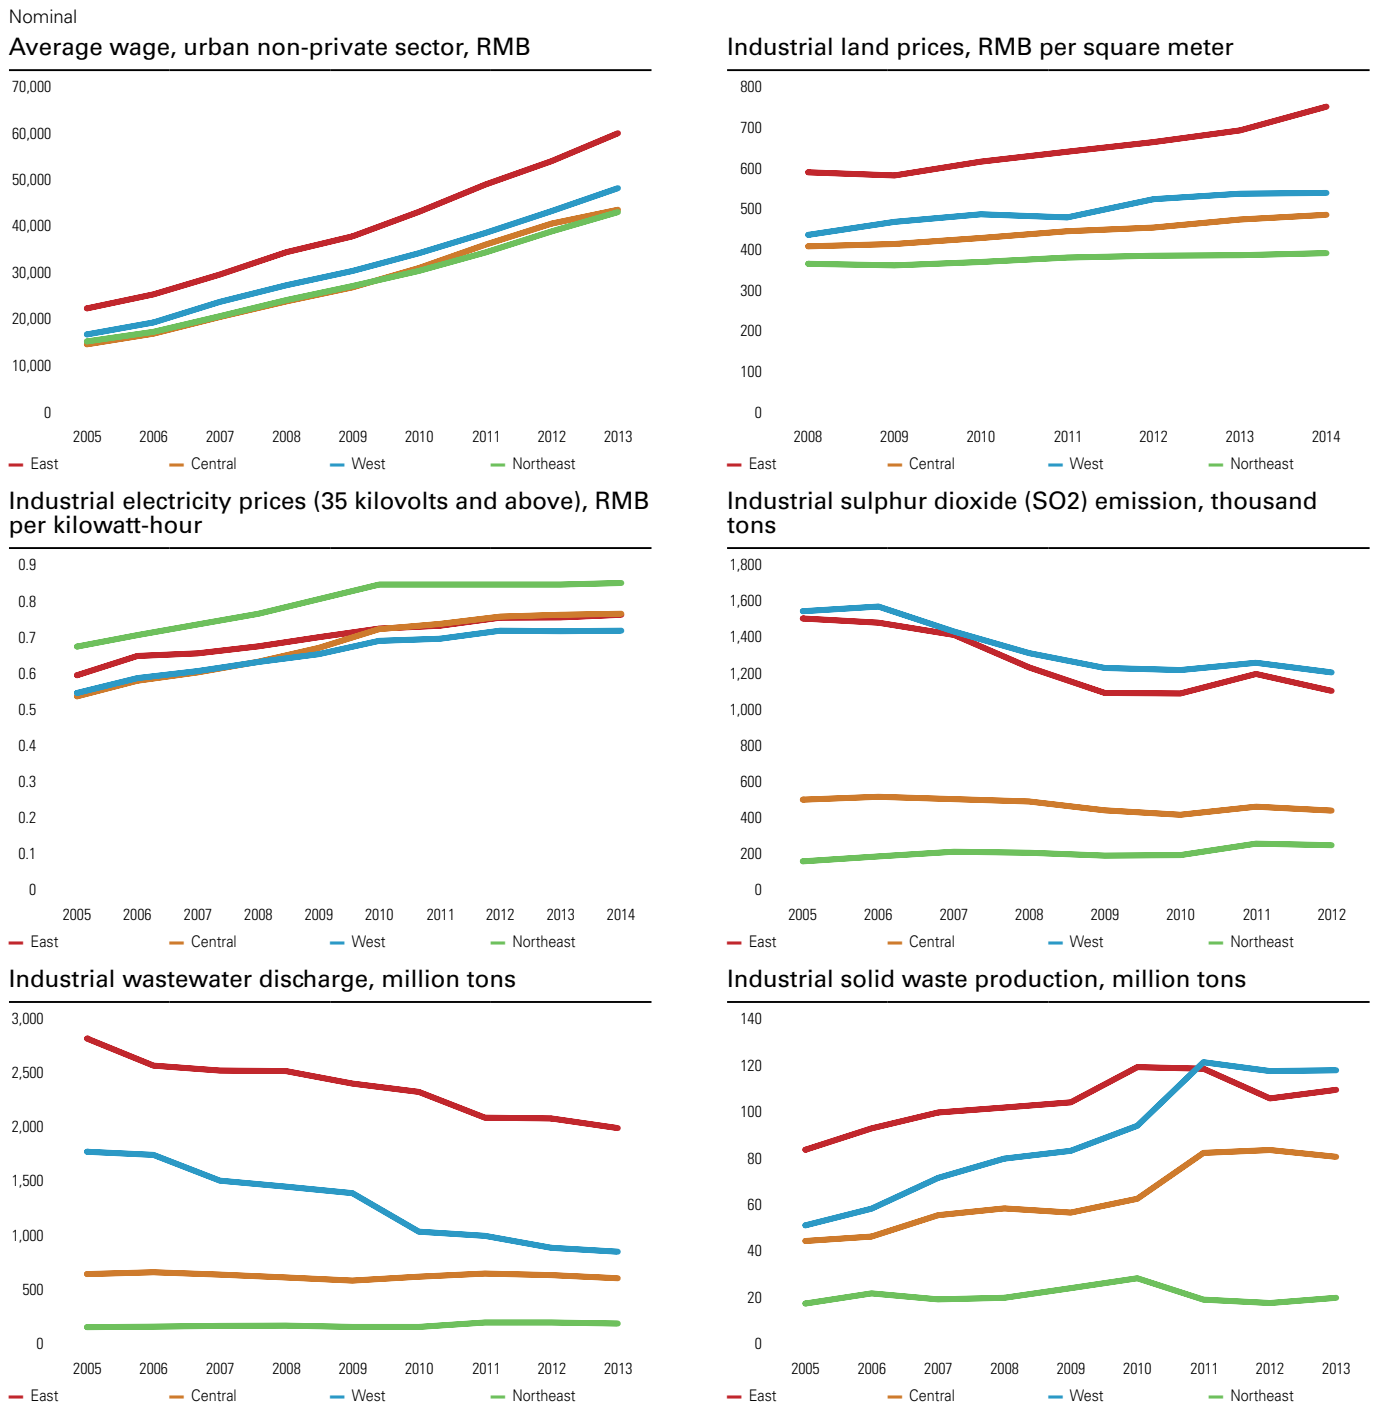 Nominal
Average wage, urban non-private sector, RMB
70,000
60,000
50,000
40,000
30,000
20,000
10,000
0
2005 2006 2007 2008 2009 2010 2011 2012 2013
East Central West Northeast
Industrial land prices, RMB per square meter
800
700
600
500
400
300
200
100
0
2008 2009 2010 2011 2012 2013 2014
East Central West Northeast
Industrial electricity prices (35 kilovolts and above), RMB
per kilowatt-hour
0.9
0.8
0.7
0.6
0.5
0.4
0.3
0.2
0.1
0
2005 2006 2007 2008 2009 2010 2011 2012 2013 2014
East Central West Northeast
Industrial sulphur dioxide (SO2) emission, thousand
tons
1,800
1,600
1,400
1,200
1,000
800
600
400
200
0
2005 2006 2007 2008 2009 2010 2011 2012
East Central West Northeast
Industrial wastewater discharge, million tons
3,000
2,500
2,000
1,500
1,000
500
0
2005 2006 2007 2008 2009 2010 2011 2012 2013
East Central West Northeast
Industrial solid waste production, million tons
140
120
100
80
60
40
20
0
2005 2006 2007 2008 2009 2010 2011 2012 2013
East Central West Northeast